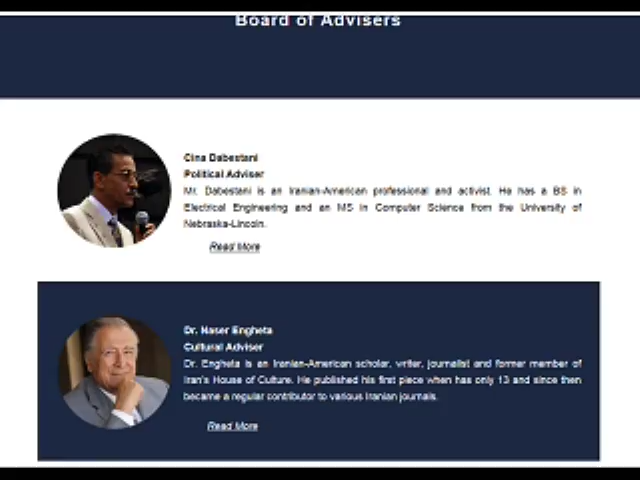 Board of Advisers
Cina Dabestani
Political Adviser
Mr. Dabestani is an Iranian-American professional and activist. He has a BS in
Electrical Engineering and an MS in Computer Science from the University of
Nebraska-Lincoln.
Read More
Dr. Naser Engheta
Cultural Adviser
Dr. Engheta is an Iranian-American scholar, writer, journalist and former member of
Iran's House of Culture. He published his first piece when has only 13 and since then
became a regular contributor to various Iranian journals.
Read More